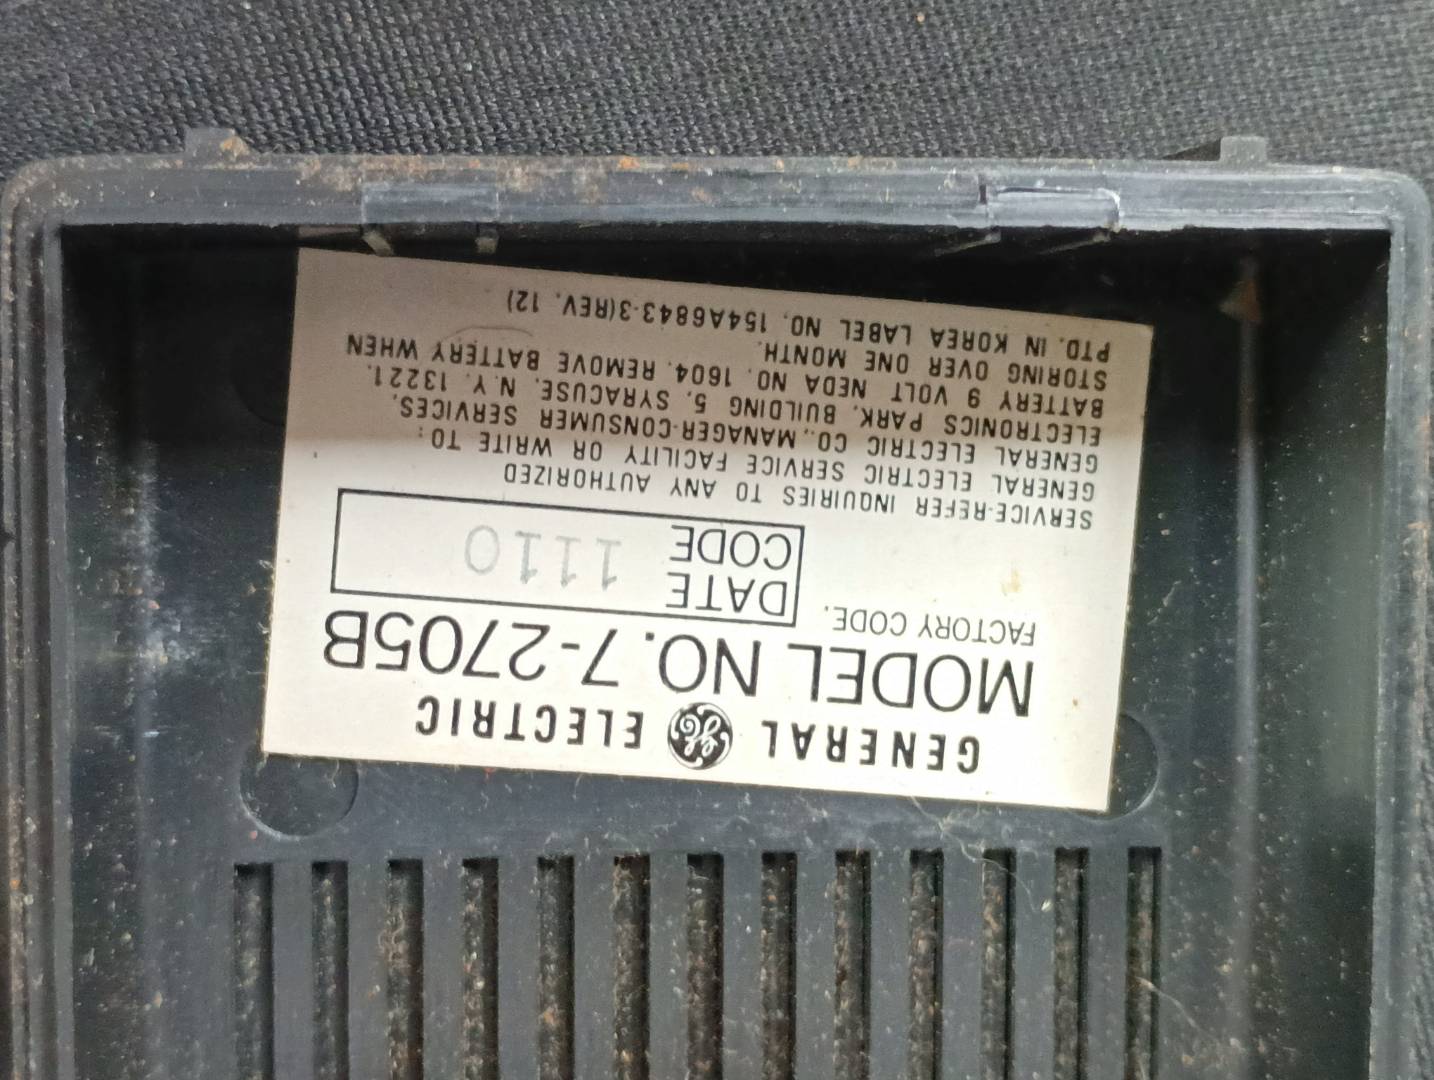 GENERAL GE ELECTRIC
MODEL NO. 7-2705B
FACTORY CODE.
DATE CODE 1110
SERVICE-REFER INQUIRIES TO ANY AUTHORIZED
GENERAL ELECTRIC SERVICE FACILITY OR WRITE TO:
GENERAL ELECTRIC CO., MANAGER-CONSUMER SERVICES,
ELECTRONICS PARK, BUILDING 5, SYRACUSE, N.Y. 13221.
BATTERY 9 VOLT NEDA NO. 1604. REMOVE BATTERY WHEN
STORING OVER ONE MONTH.
PTD. IN KOREA LABEL NO. 154A6843-3(REV. 12)